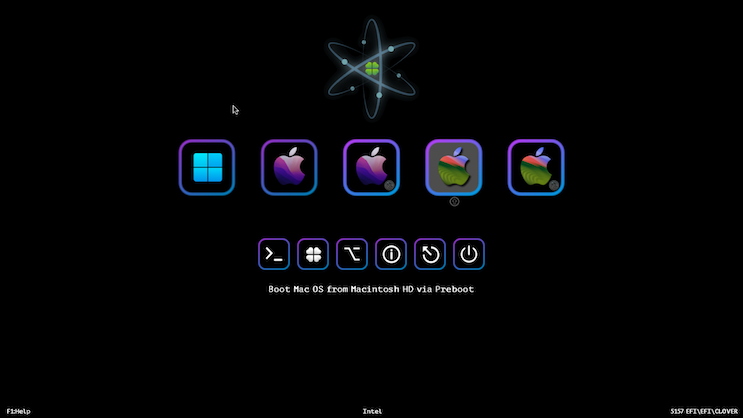 Boot Mac OS from Macintosh HD via Preboot
F1:Help
Intel
5157 EFI\EFI\CLOVER